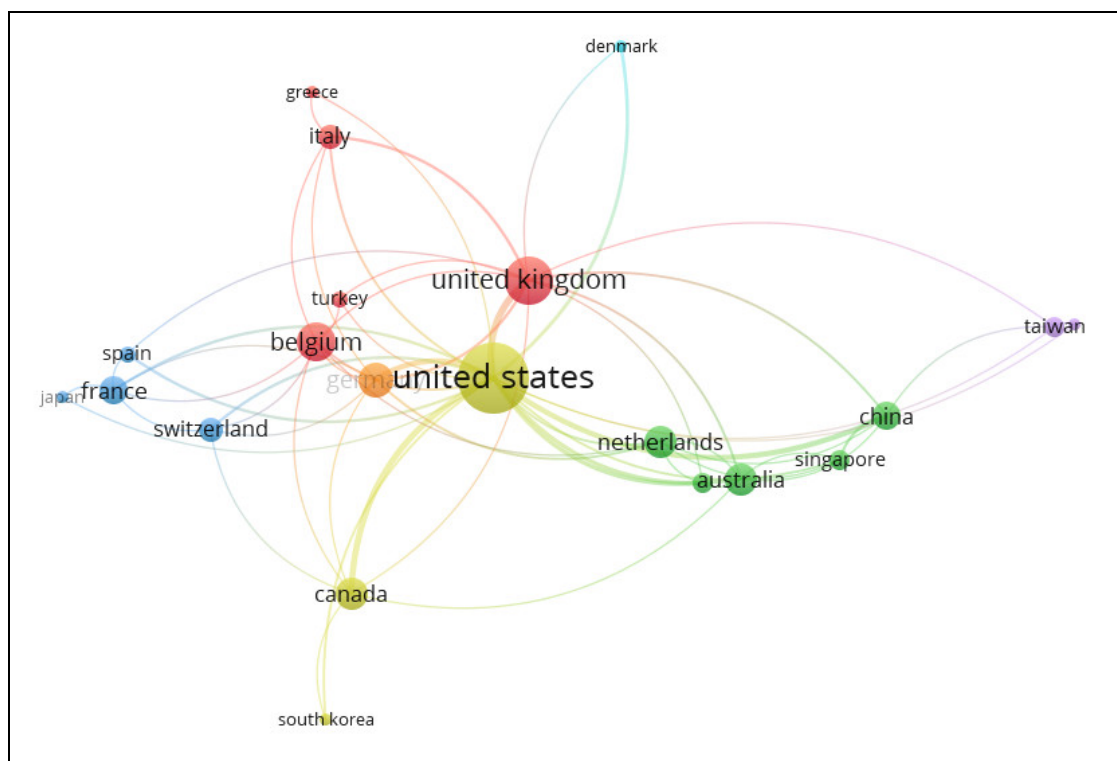 denmark
greece
italy
united kingdom
turkey
taiwan
belgium
spain
germany
united states
japan
france
china
switzerland
netherlands
singapore
australia
canada
south korea